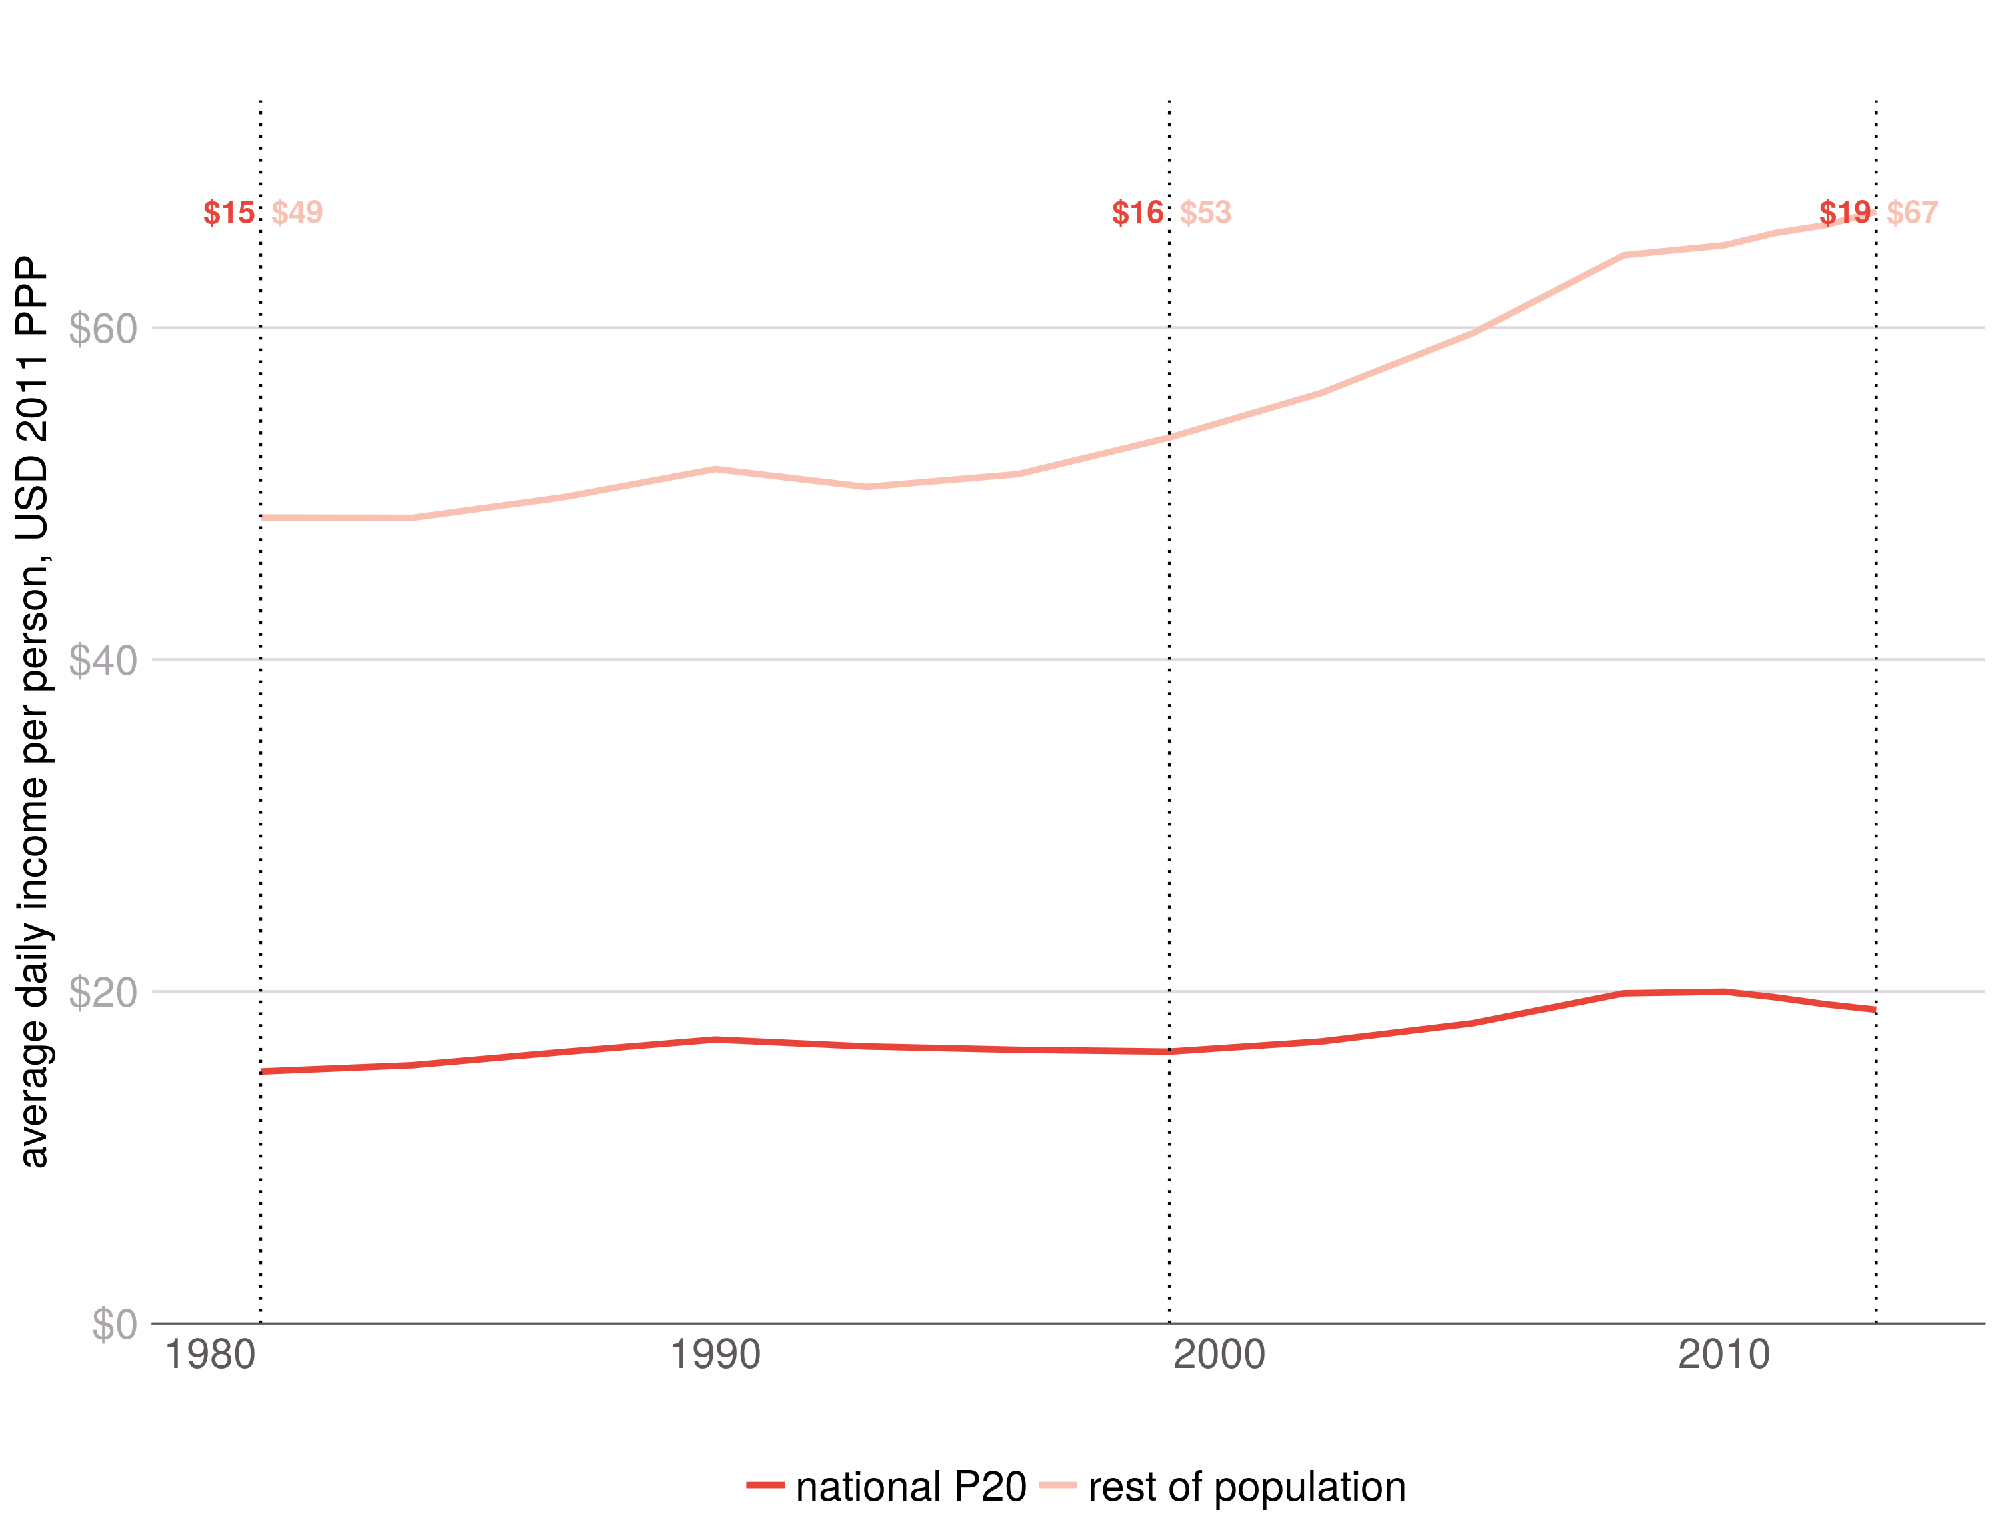 $15 $49
$16 $53
$19 $67
average daily income per person, USD 2011 PPP
$60
$40
$20
$0
1980 1990 2000 2010
national P20 rest of population